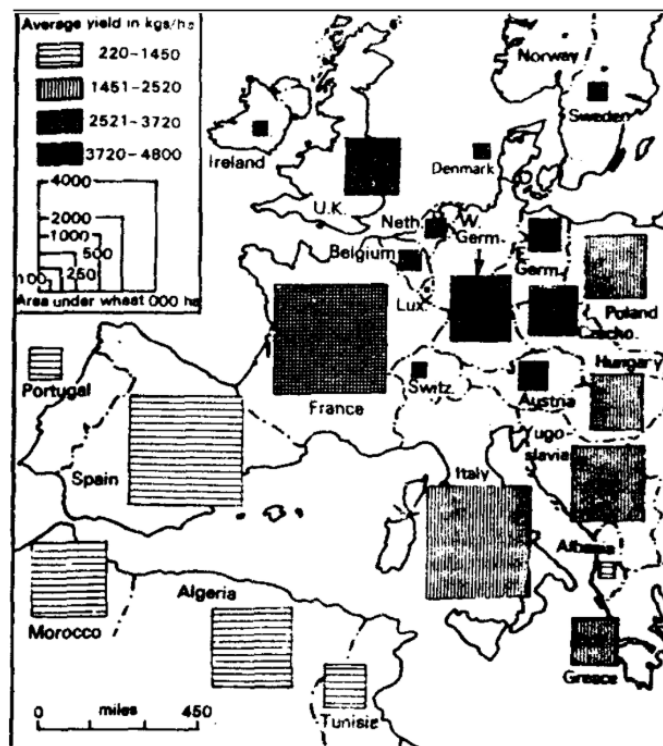 Average yield in kgs/ha
220-1450
1451-2520
2521-3720
3720-4800
4000
2000
1000
500
250
100
Area under wheat 000 ha
Norway
Sweden
Ireland
Denmark
U.K.
Neth.
W.
Germ.
Belgium
E.
Germ.
Lux.
Poland
Czecho.
Hungary
Portugal
Switz.
Austria
France
Yugo
slavia
Spain
Italy
Albania
Algeria
Morocco
Greece
Tunisia
0 miles 450